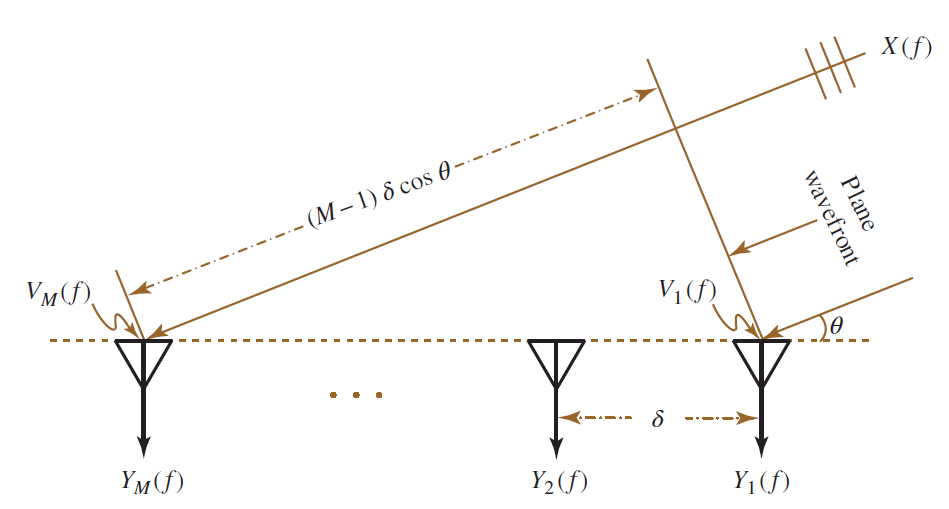 X(f)
(M – 1) δ cos θ
Plane
wavefront
V_M(f)
V_1(f)
θ
. . .
δ
Y_M(f)
Y_2(f)
Y_1(f)